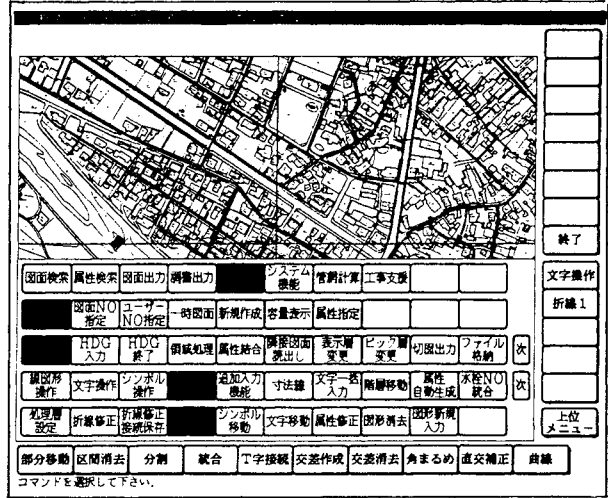 終了
図面検索 属性検索 図面出力 調書出力 システム機能 管網計算 工事支援
文字操作
図面NO指定 ユーザーNO指定 一時図面 新規作成 容量表示 属性指定
折線1
HDG入力 HDG終了 領域処理 属性結合 隣接図面読出し 表示層変更 ピック層変更 切図出力 ファイル格納 次
線図形操作 文字操作 シンボル操作 追加入力機能 寸法線 文字一括入力 階層移動 属性自動生成 水栓NO統合 次
処理層設定 折線修正 折線修正接続保存 シンボル移動 文字移動 属性修正 図形消去 図形新規入力
上位メニュー
部分移動 区間消去 分割 統合 T字接続 交差作成 交差消去 角まるめ 直交補正 曲線
コマンドを選択して下さい.